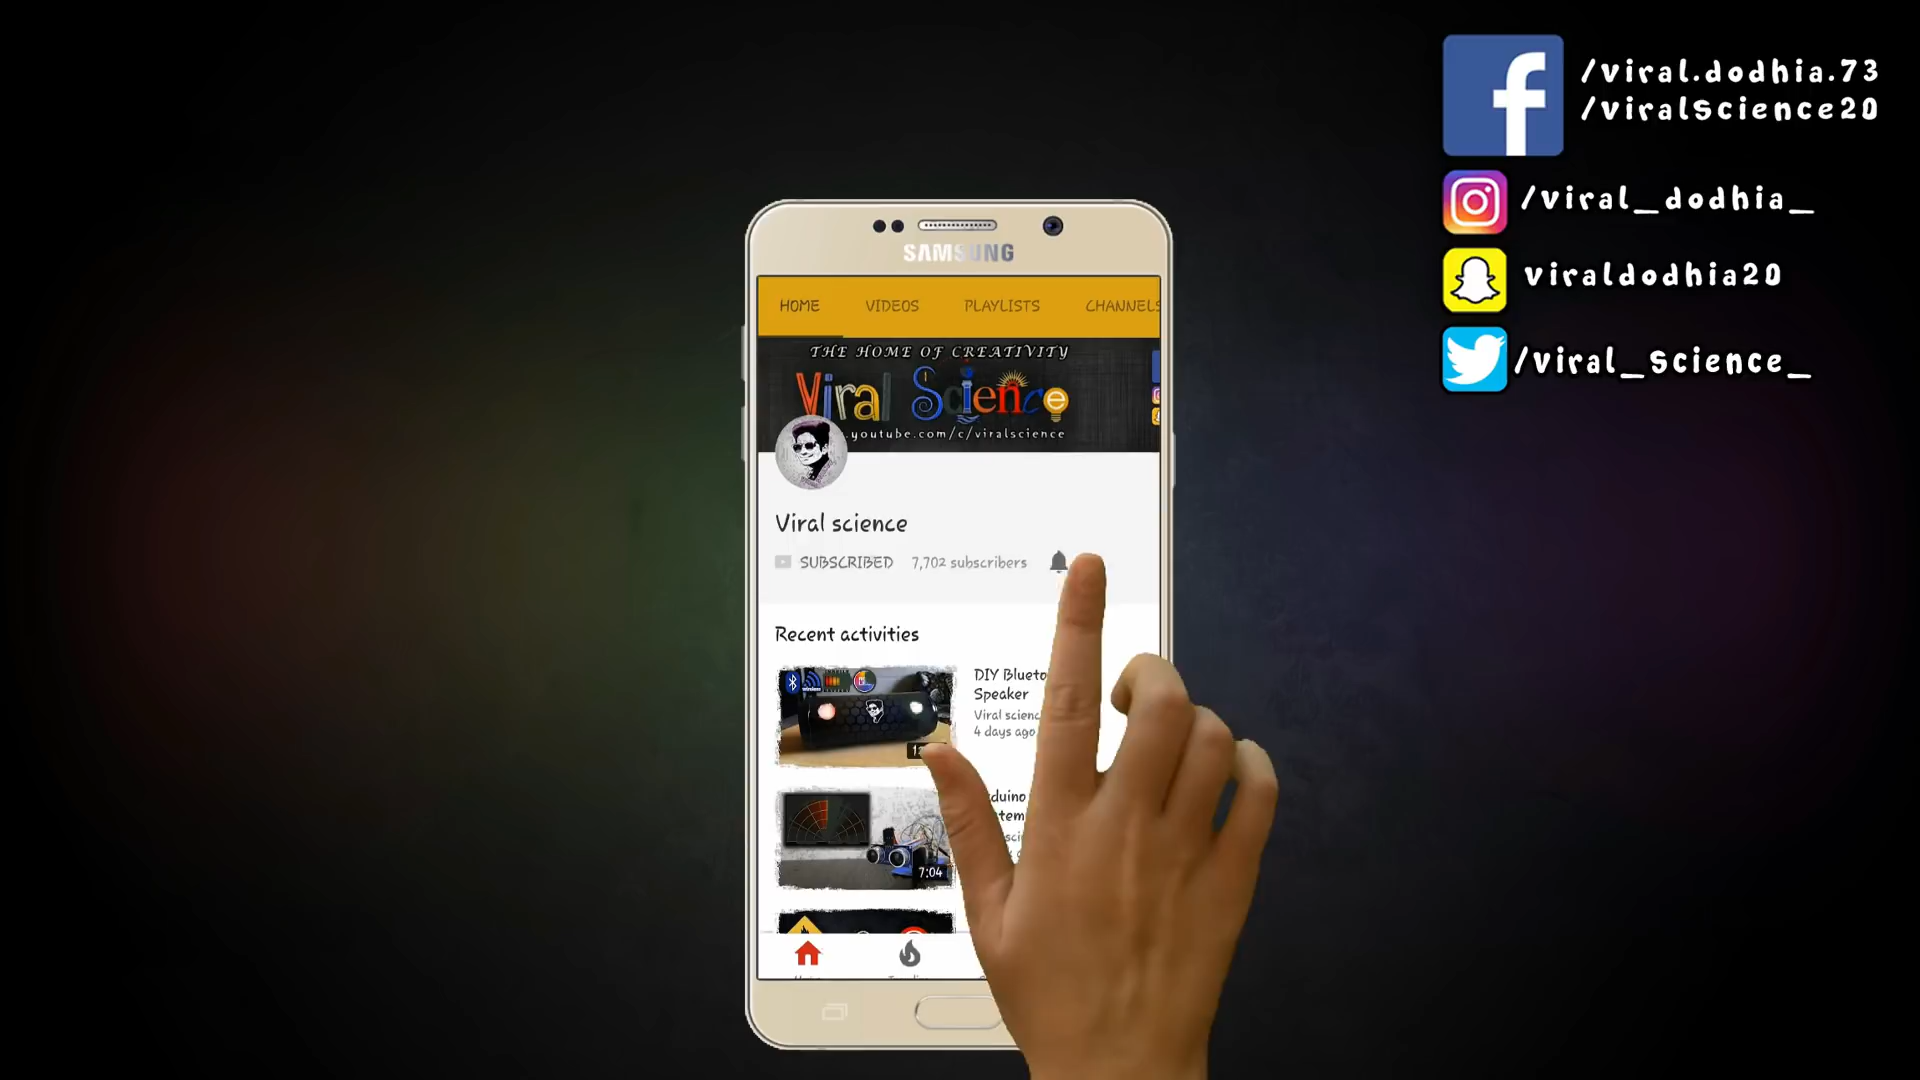 /viral.dodhia.73
/viralscience20
/viral_dodhia_
viraldodhia20
/viral_science_
SAMSUNG
HOME VIDEOS PLAYLISTS CHANNELS
THE HOME OF CREATIVITY
Viral Science
.youtube.com/c/viralscience
Viral science
SUBSCRIBED 7,702 subscribers
Recent activities
DIY Blueto
Speaker
Viral scienc
4 days ago
7:04